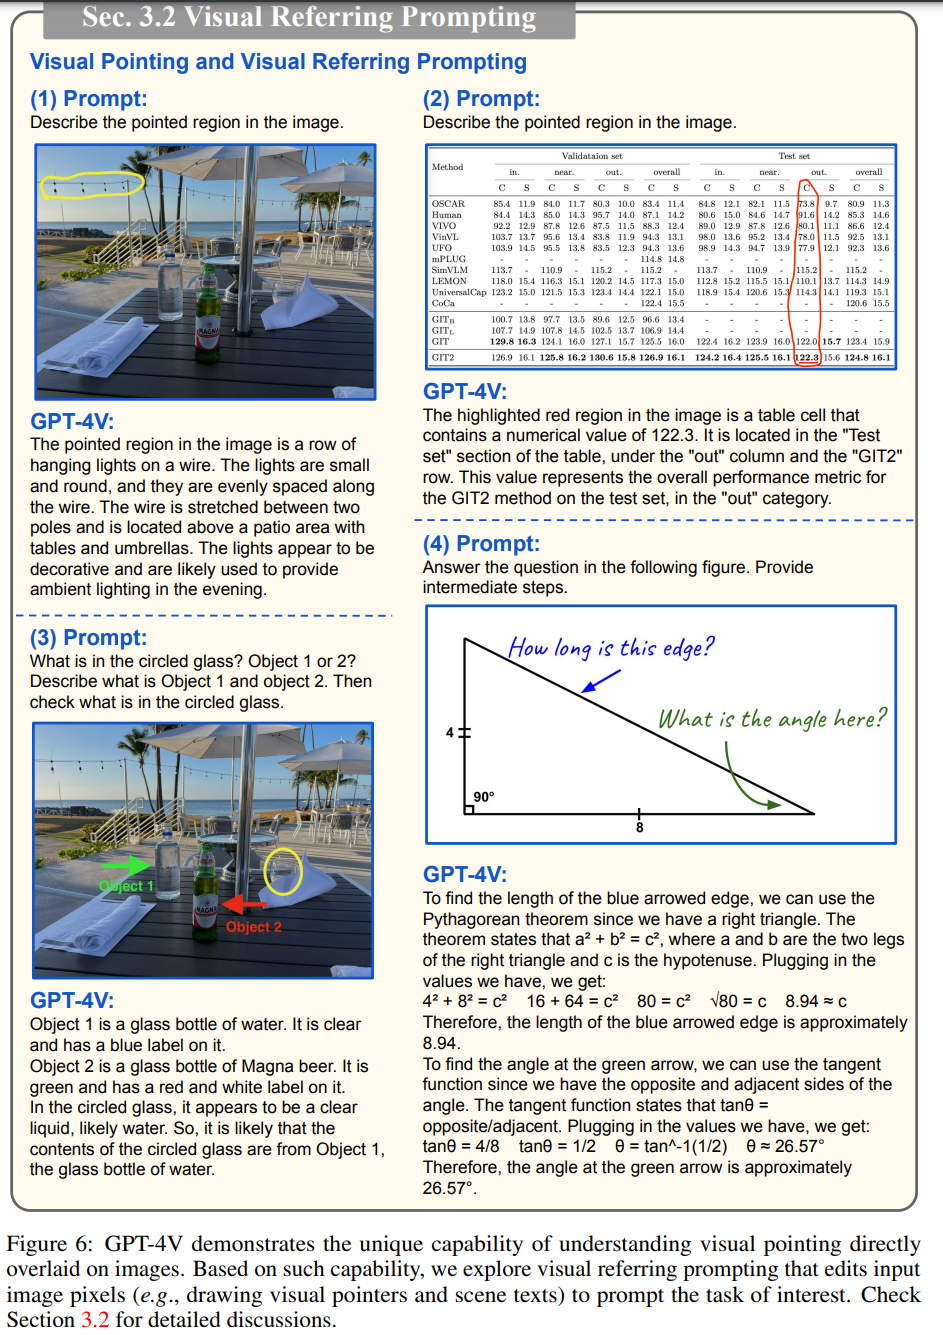 Sec. 3.2 Visual Referring Prompting
Visual Pointing and Visual Referring Prompting
(1) Prompt:
Describe the pointed region in the image.
MAGNA
GPT-4V:
The pointed region in the image is a row of
hanging lights on a wire. The lights are small
and round, and they are evenly spaced along
the wire. The wire is stretched between two
poles and is located above a patio area with
tables and umbrellas. The lights appear to be
decorative and are likely used to provide
ambient lighting in the evening.
(2) Prompt:
Describe the pointed region in the image.
Validataion set Test set
Method in. near. out. overall in. near. out. overall
C S C S C S C S C S C S C S C S
OSCAR 85.4 11.9 84.0 11.7 80.3 10.0 83.4 11.4 84.8 12.1 82.1 11.5 73.8 9.7 80.9 11.3
Human 84.4 14.3 85.0 14.3 95.7 14.0 87.1 14.2 80.6 15.0 84.6 14.7 91.6 14.2 85.3 14.6
VIVO 92.2 12.9 87.8 12.6 87.5 11.5 88.3 12.4 89.0 12.9 87.8 12.6 80.1 11.1 86.6 12.4
VinVL 103.7 13.7 95.6 13.4 83.8 11.9 94.3 13.1 98.0 13.6 95.2 13.4 78.0 11.5 92.5 13.1
UFO 103.9 14.5 95.5 13.8 83.5 12.3 94.3 13.6 98.9 14.3 94.7 13.9 77.9 12.1 92.3 13.6
mPLUG - - - - - - 114.8 14.8 - - - - - - - -
SimVLM 113.7 - 110.9 - 115.2 - 115.2 - 113.7 - 110.9 - 115.2 - 115.2 -
LEMON 118.0 15.4 116.3 15.1 120.2 14.5 117.3 15.0 112.8 15.2 115.5 15.1 110.1 13.7 114.3 14.9
UniversalCap 123.2 15.0 121.5 15.3 123.4 14.4 122.1 15.0 118.9 15.4 120.6 15.3 114.3 14.1 119.3 15.1
CoCa - - - - - - 122.4 15.5 - - - - - - 120.6 15.5
GITB 100.7 13.8 97.7 13.5 89.6 12.5 96.6 13.4 - - - - - - - -
GITL 107.7 14.9 107.8 14.5 102.5 13.7 106.9 14.4 - - - - - - - -
GIT 129.8 16.3 124.1 16.0 127.1 15.7 125.5 16.0 122.4 16.2 123.9 16.0 122.0 15.7 123.4 15.9
GIT2 126.9 16.1 125.8 16.2 130.6 15.8 126.9 16.1 124.2 16.4 125.5 16.1 122.3 15.6 124.8 16.1
GPT-4V:
The highlighted red region in the image is a table cell that
contains a numerical value of 122.3. It is located in the "Test
set" section of the table, under the "out" column and the "GIT2"
row. This value represents the overall performance metric for
the GIT2 method on the test set, in the "out" category.
(3) Prompt:
What is in the circled glass? Object 1 or 2?
Describe what is Object 1 and object 2. Then
check what is in the circled glass.
Object 1
MAGNA
Object 2
GPT-4V:
Object 1 is a glass bottle of water. It is clear
and has a blue label on it.
Object 2 is a glass bottle of Magna beer. It is
green and has a red and white label on it.
In the circled glass, it appears to be a clear
liquid, likely water. So, it is likely that the
contents of the circled glass are from Object 1,
the glass bottle of water.
(4) Prompt:
Answer the question in the following figure. Provide
intermediate steps.
How long is this edge?
What is the angle here?
4
90°
8
GPT-4V:
To find the length of the blue arrowed edge, we can use the
Pythagorean theorem since we have a right triangle. The
theorem states that a² + b² = c², where a and b are the two legs
of the right triangle and c is the hypotenuse. Plugging in the
values we have, we get:
4² + 8² = c² 16 + 64 = c² 80 = c² √80 = c 8.94 ≈ c
Therefore, the length of the blue arrowed edge is approximately
8.94.
To find the angle at the green arrow, we can use the tangent
function since we have the opposite and adjacent sides of the
angle. The tangent function states that tanθ =
opposite/adjacent. Plugging in the values we have, we get:
tanθ = 4/8 tanθ = 1/2 θ = tan^-1(1/2) θ ≈ 26.57°
Therefore, the angle at the green arrow is approximately
26.57°.
Figure 6: GPT-4V demonstrates the unique capability of understanding visual pointing directly
overlaid on images. Based on such capability, we explore visual referring prompting that edits input
image pixels (e.g., drawing visual pointers and scene texts) to prompt the task of interest. Check
Section 3.2 for detailed discussions.